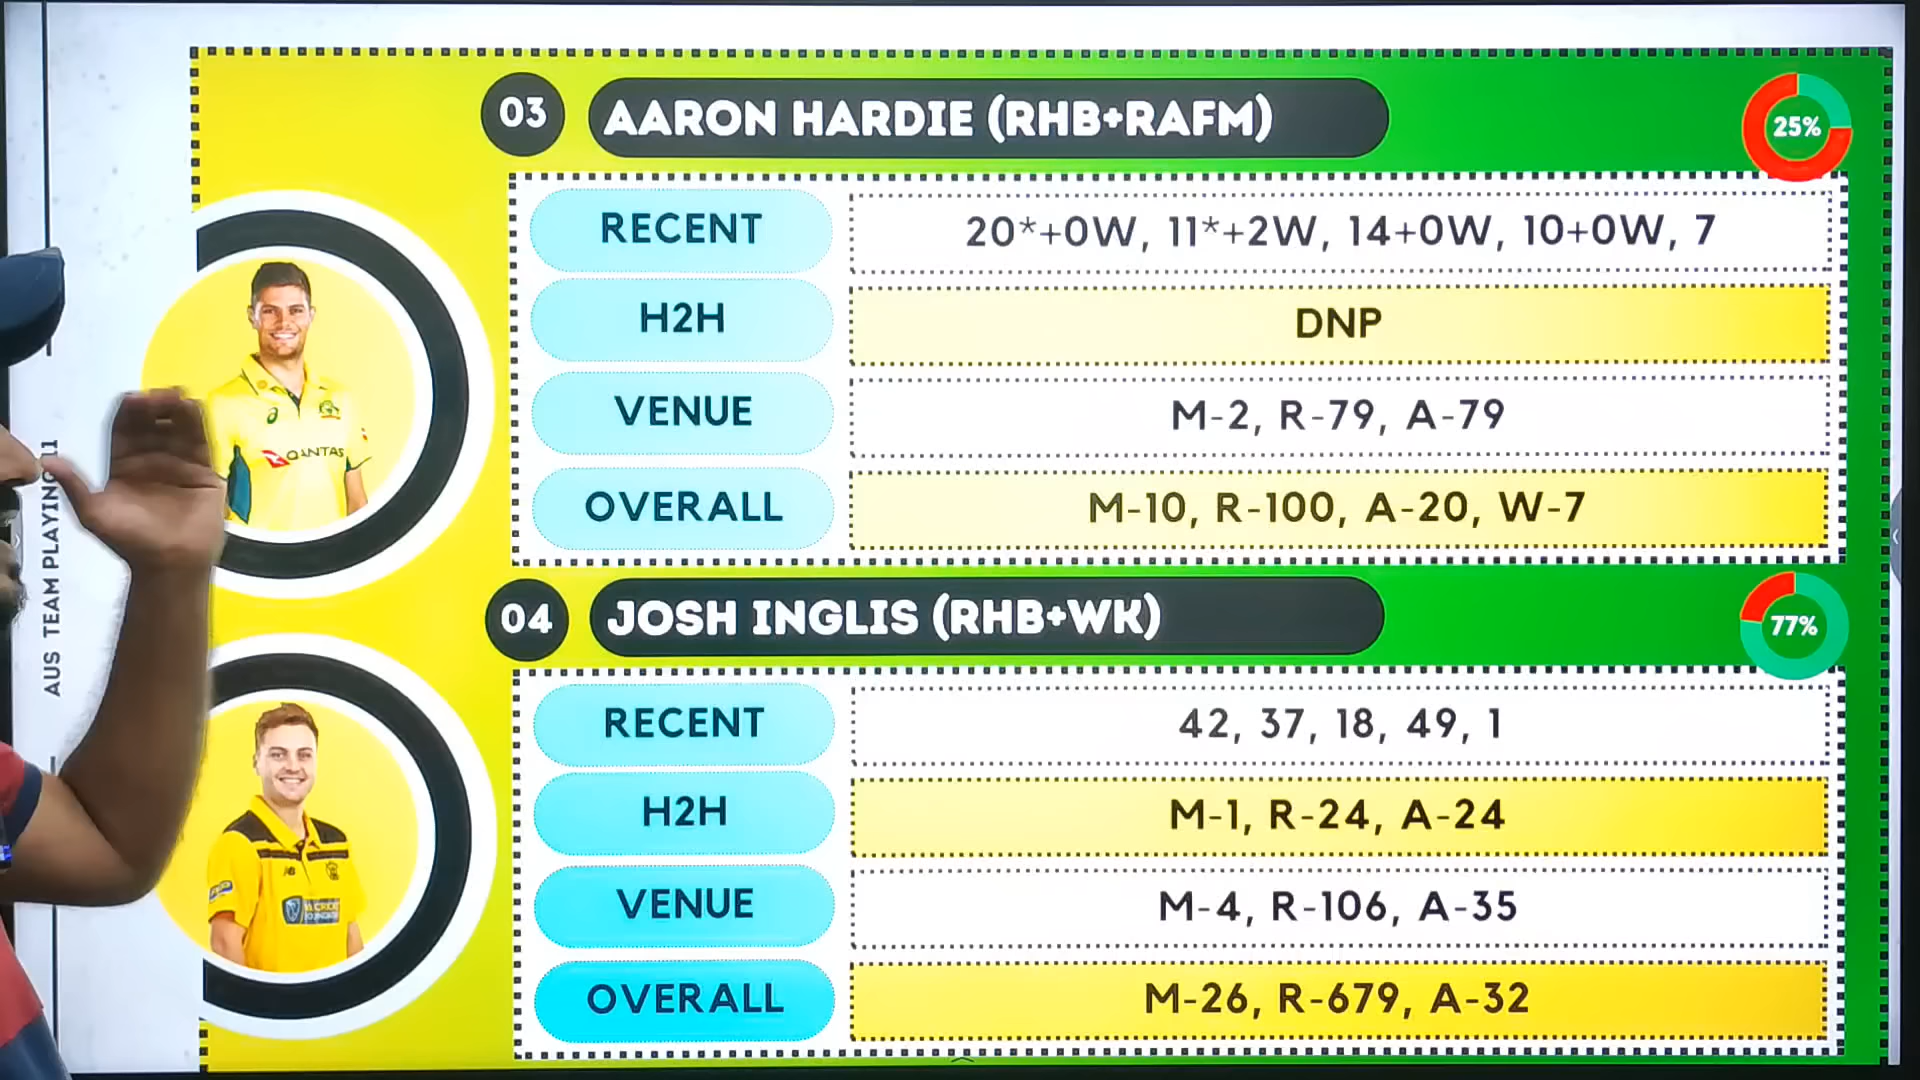 AUS TEAM PLAYING 11
03
AARON HARDIE (RHB+RAFM)
25%
RECENT
20*+0W, 11*+2W, 14+0W, 10+0W, 7
H2H
DNP
VENUE
M-2, R-79, A-79
OVERALL
M-10, R-100, A-20, W-7
QANTAS
04
JOSH INGLIS (RHB+WK)
77%
RECENT
42, 37, 18, 49, 1
H2H
M-1, R-24, A-24
VENUE
M-4, R-106, A-35
OVERALL
M-26, R-679, A-32